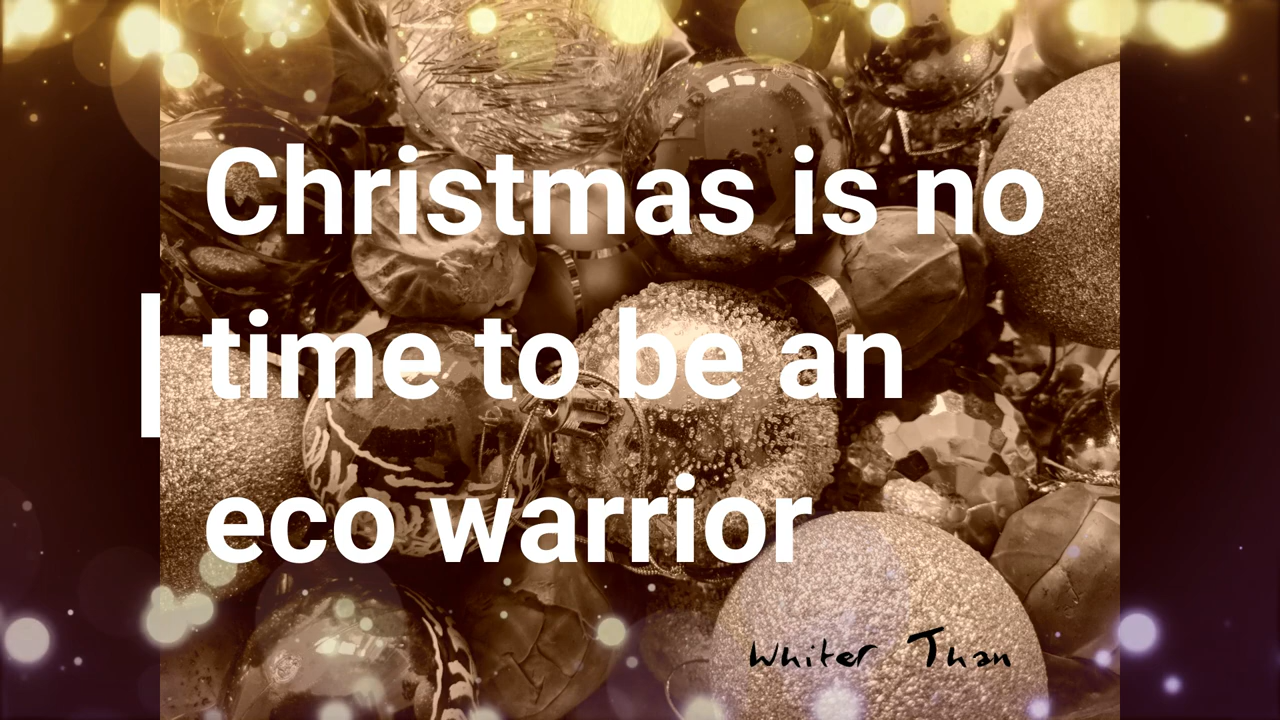 Christmas is no
time to be an
eco warrior
Whiter Than